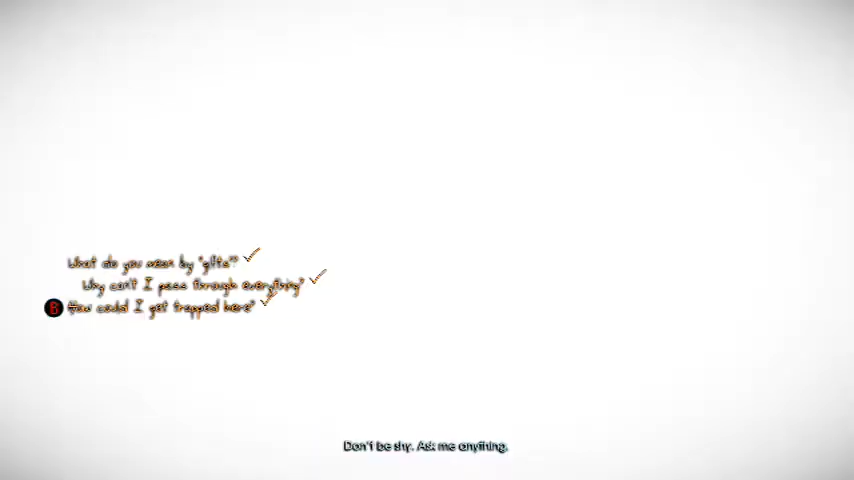 What do you mean by "gifts"?
Why can't I pass through everything?
B How could I get trapped here?
Don't be shy. Ask me anything.